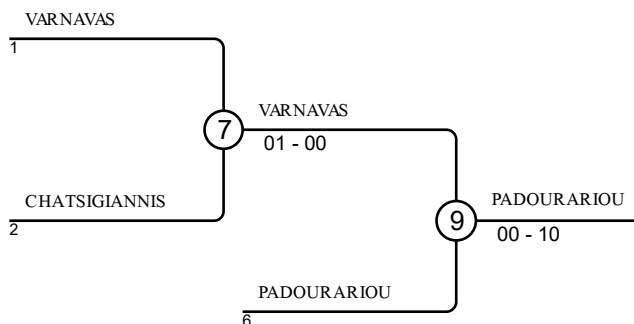 VARNAVAS
1
7
VARNAVAS
01 - 00
CHATSIGIANNIS
2
9
PADOURARIOU
00 - 10
PADOURARIOU
6